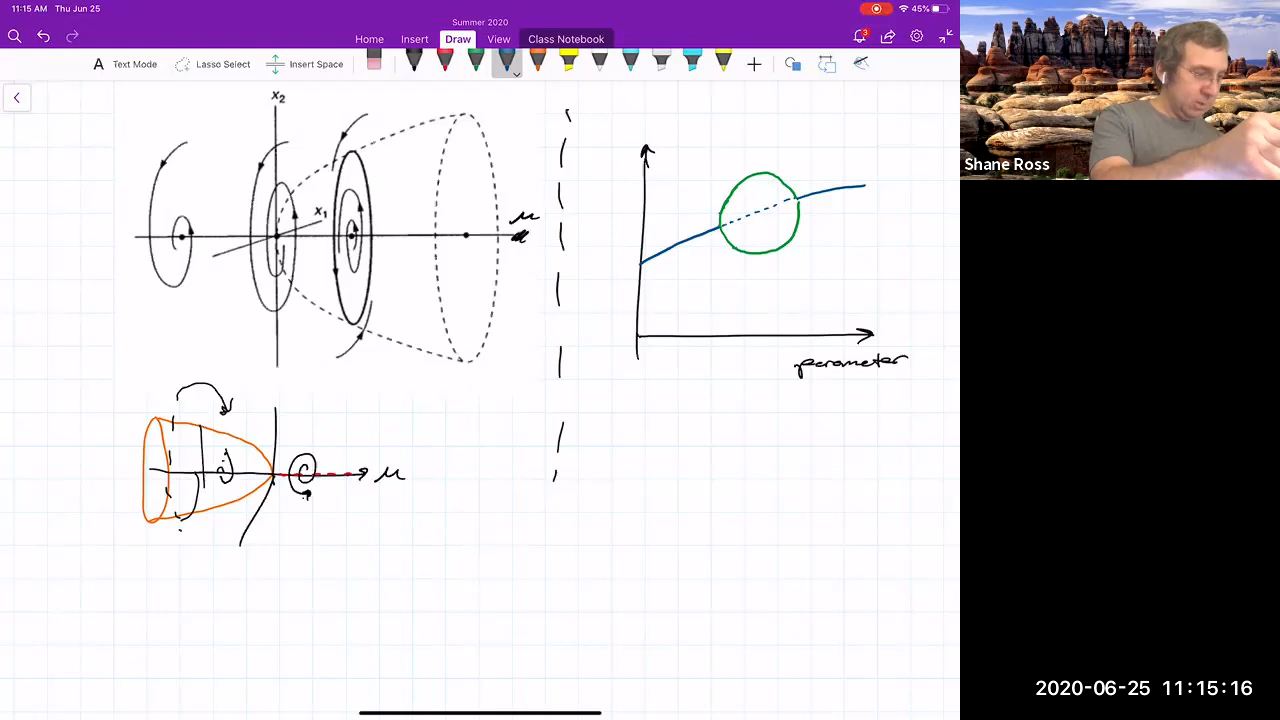 11:15 AM Thu Jun 25
45%
Summer 2020
Home Insert Draw View Class Notebook
3
A Text Mode Lasso Select Insert Space
x2
x1
μ
parameter
μ
Shane Ross
2020-06-25 11:15:16